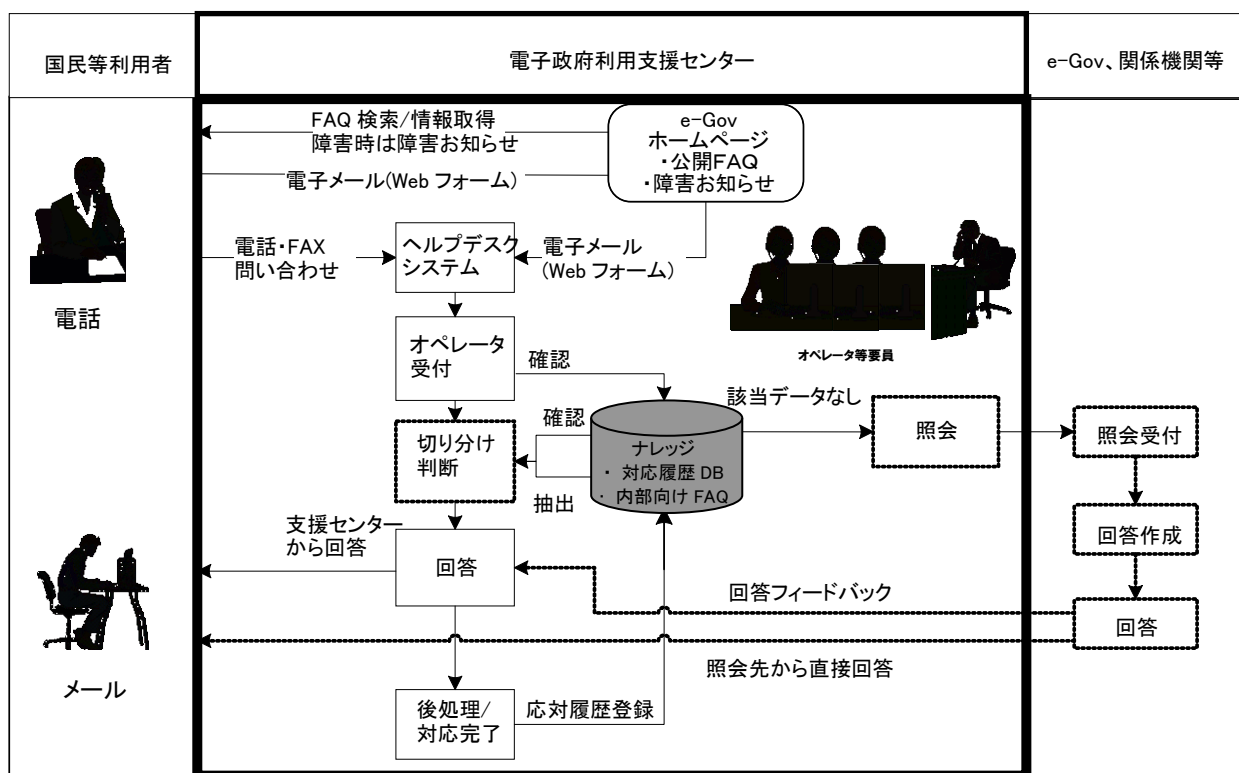 国民等利用者
電子政府利用支援センター
e-Gov、関係機関等
FAQ 検索/情報取得
障害時は障害お知らせ
e-Gov
ホームページ
・公開FAQ
・障害お知らせ
電子メール(Web フォーム)
電話・FAX
問い合わせ
ヘルプデスク
システム
電子メール
(Web フォーム)
電話
オペレータ等要員
オペレータ
受付
確認
該当データなし
切り分け
判断
確認
抽出
ナレッジ
・ 対応履歴 DB
・ 内部向け FAQ
照会
照会受付
支援センター
から回答
回答
回答作成
回答フィードバック
回答
照会先から直接回答
メール
後処理/
対応完了
応対履歴登録